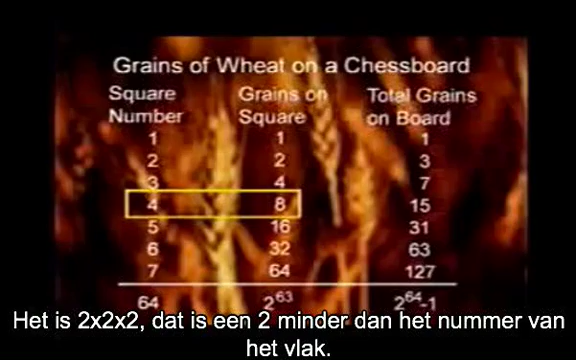 Grains of Wheat on a Chessboard
Square Number Grains on Square Total Grains on Board
1 1 1
2 2 3
3 4 7
4 8 15
5 16 31
6 32 63
7 64 127
64 2^63 2^64-1
Het is 2x2x2, dat is een 2 minder dan het nummer van
het vlak.